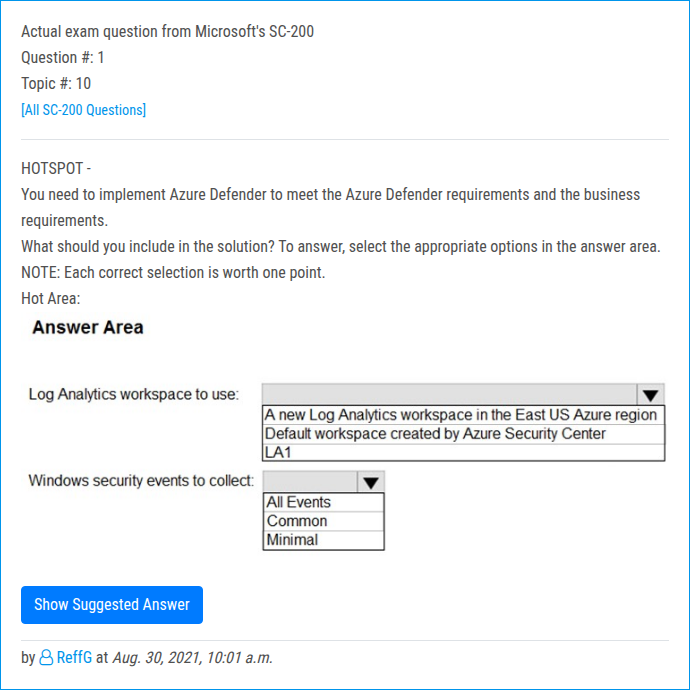 Actual exam question from Microsoft's SC-200
Question #: 1
Topic #: 10
[All SC-200 Questions]
HOTSPOT -
You need to implement Azure Defender to meet the Azure Defender requirements and the business
requirements.
What should you include in the solution? To answer, select the appropriate options in the answer area.
NOTE: Each correct selection is worth one point.
Hot Area:
Answer Area
Log Analytics workspace to use:
A new Log Analytics workspace in the East US Azure region
Default workspace created by Azure Security Center
LA1
Windows security events to collect:
All Events
Common
Minimal
Show Suggested Answer
by ReffG at Aug. 30, 2021, 10:01 a.m.